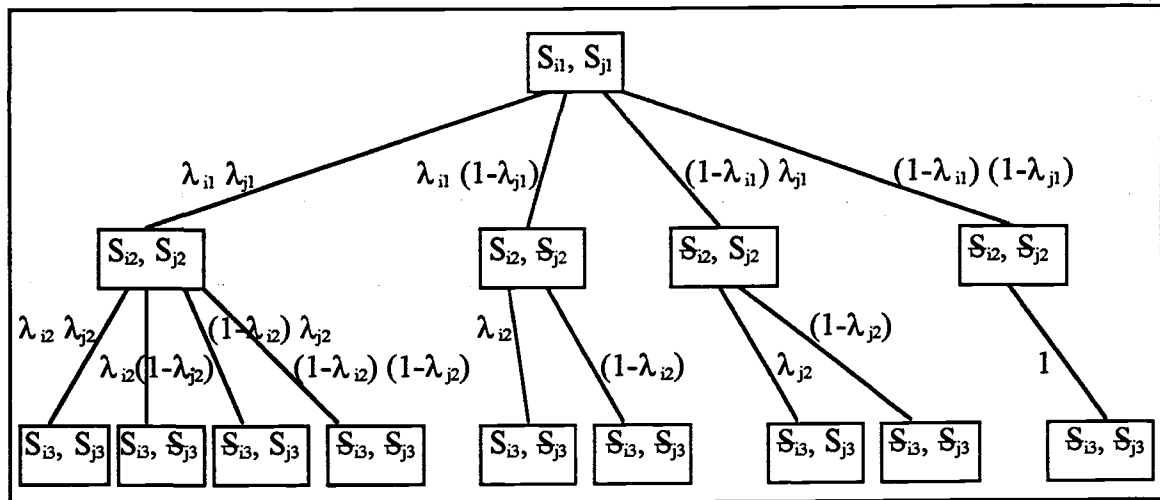 S_i1, S_j1
λ_i1 λ_j1 λ_i1 (1-λ_j1) (1-λ_i1) λ_j1 (1-λ_i1) (1-λ_j1)
S_i2, S_j2 S̶_i2, S̶_j2 S̶_i2, S_j2 S̶_i2, S̶_j2
λ_i2 λ_j2 (1-λ_i2) λ_j2 λ_i2 (1-λ_j2)
λ_i2(1-λ_j2) (1-λ_i2) (1-λ_j2) (1-λ_i2) λ_j2 1
S_i3, S_j3 S_i3, S̶_j3 S̶_i3, S_j3 S̶_i3, S̶_j3 S_i3, S̶_j3 S̶_i3, S̶_j3 S̶_i3, S_j3 S̶_i3, S̶_j3 S̶_i3, S̶_j3